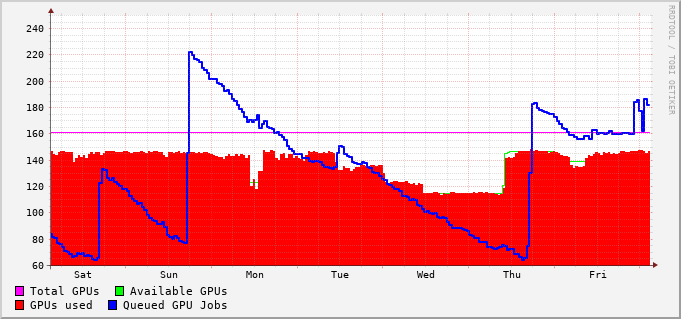 RRDTOOL / TOBI OETIKER
240
220
200
180
160
140
120
100
80
60
Sat Sun Mon Tue Wed Thu Fri
Total GPUs Available GPUs
GPUs used Queued GPU Jobs